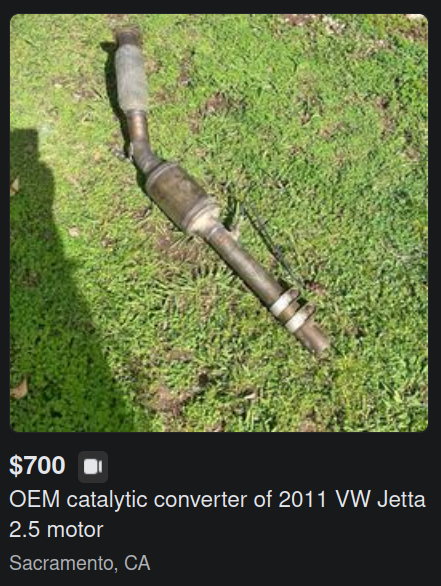 $700
OEM catalytic converter of 2011 VW Jetta
2.5 motor
Sacramento, CA